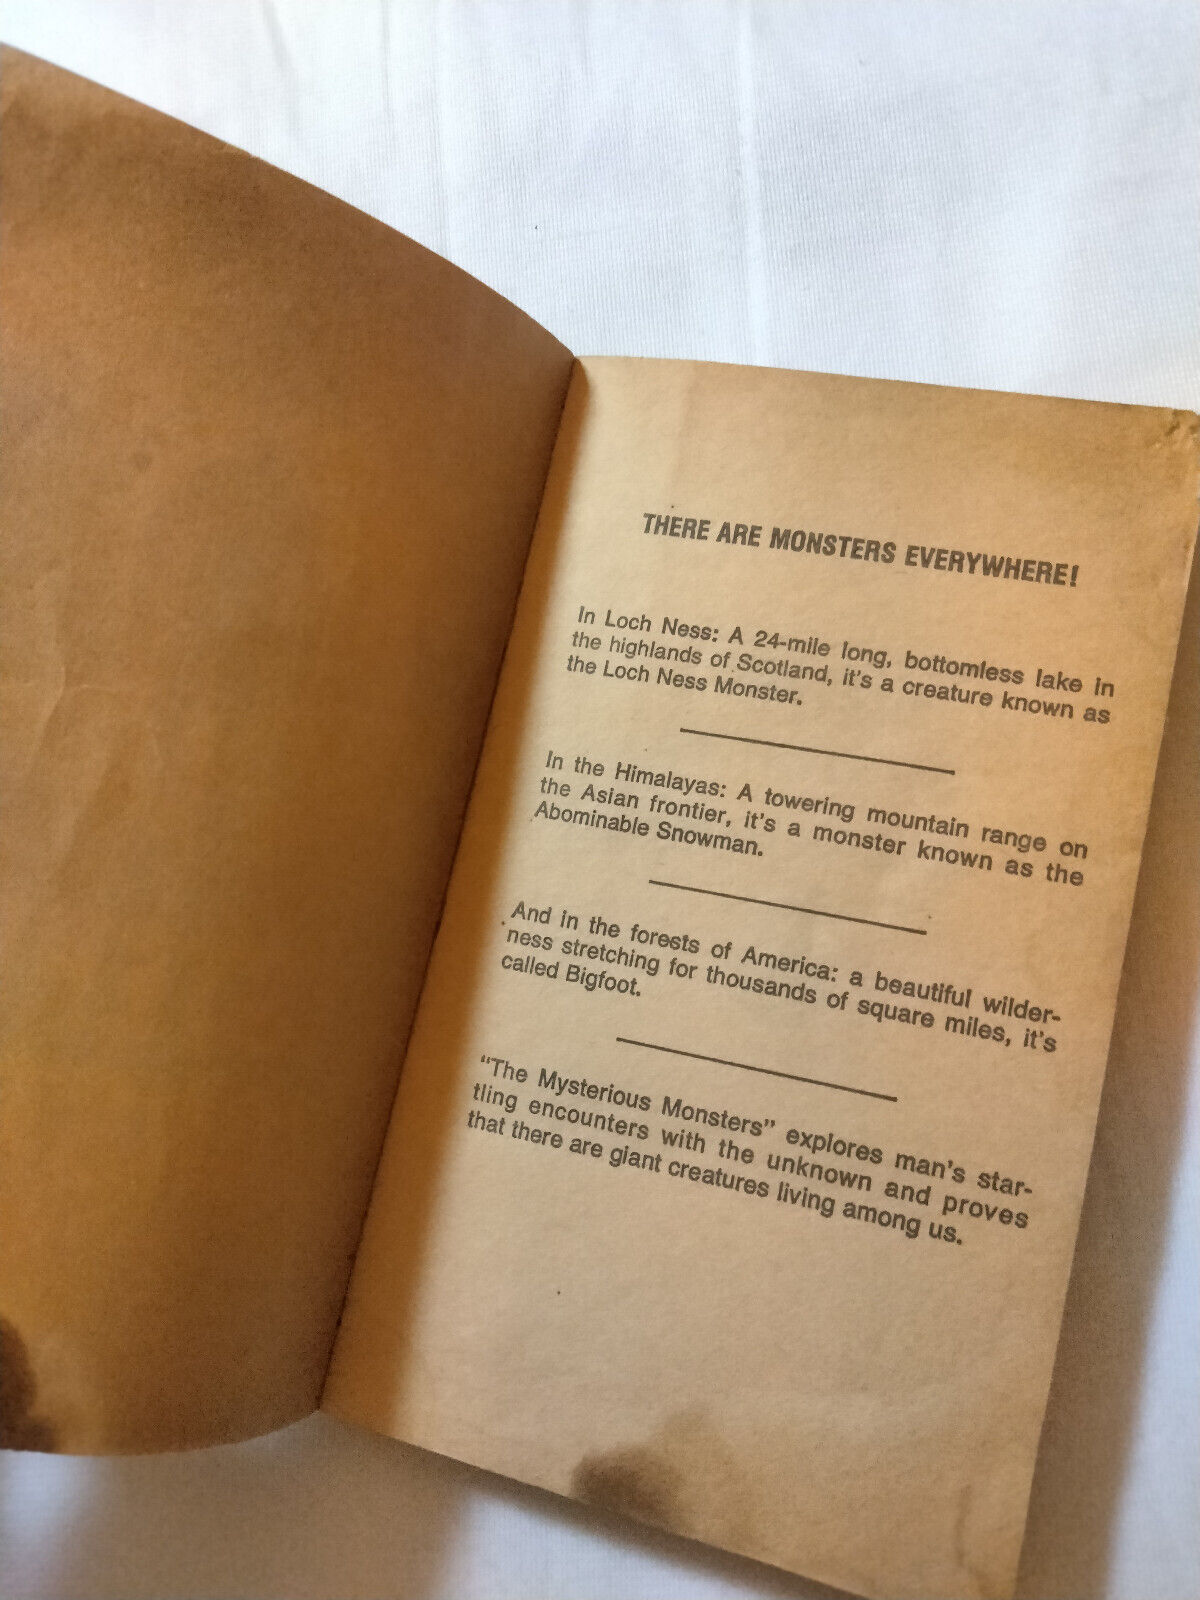 THERE ARE MONSTERS EVERYWHERE!
In Loch Ness: A 24-mile long, bottomless lake in
the highlands of Scotland, it's a creature known as
the Loch Ness Monster.
In the Himalayas: A towering mountain range on
the Asian frontier, it's a monster known as the
Abominable Snowman.
And in the forests of America: a beautiful wilder-
ness stretching for thousands of square miles, it's
called Bigfoot.
“The Mysterious Monsters” explores man's star-
tling encounters with the unknown and proves
that there are giant creatures living among us.